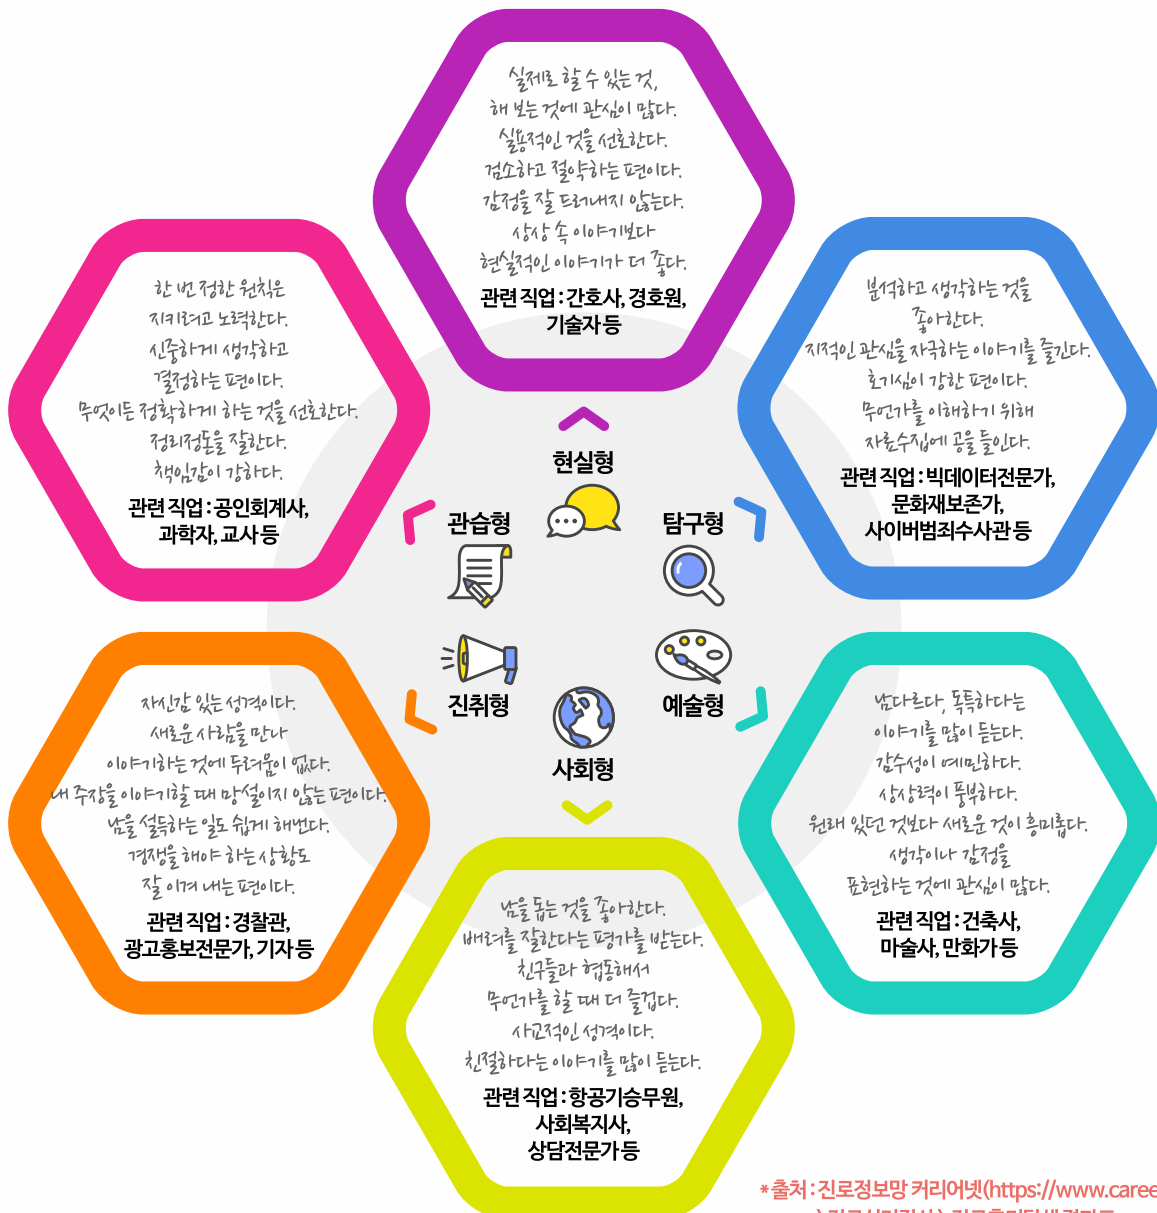 실제로 할 수 있는 것,
해 보는 것에 관심이 많다.
실용적인 것을 선호한다.
검소하고 절약하는 편이다.
감정을 잘 드러내지 않는다.
상상 속 이야기보다
현실적인 이야기가 더 좋다.
관련 직업 : 간호사, 경호원,
기술자 등
한 번 정한 원칙은
지키려고 노력한다.
신중하게 생각하고
결정하는 편이다.
무엇이든 정확하게 하는 것을 선호한다.
정리정돈을 잘한다.
책임감이 강하다.
관련 직업 : 공인회계사,
과학자, 교사 등
분석하고 생각하는 것을
좋아한다.
지적인 관심을 자극하는 이야기를 즐긴다.
호기심이 강한 편이다.
무언가를 이해하기 위해
자료수집에 공을 들인다.
관련 직업 : 빅데이터전문가,
문화재보존가,
사이버범죄수사관 등
현실형
관습형
탐구형
진취형
예술형
사회형
자신감 있는 성격이다.
새로운 사람을 만나
이야기하는 것에 두려움이 없다.
내 주장을 이야기할 때 망설이지 않는 편이다.
남을 설득하는 일도 쉽게 해낸다.
경쟁을 해야 하는 상황도
잘 이겨 내는 편이다.
관련 직업 : 경찰관,
광고홍보전문가, 기자 등
남다르다, 독특하다는
이야기를 많이 듣는다.
감수성이 예민하다.
상상력이 풍부하다.
원래 있던 것보다 새로운 것이 흥미롭다.
생각이나 감정을
표현하는 것에 관심이 많다.
관련 직업 : 건축사,
마술사, 만화가 등
남을 돕는 것을 좋아한다.
배려를 잘한다는 평가를 받는다.
친구들과 협동해서
무언가를 할 때 더 즐겁다.
사교적인 성격이다.
친절하다는 이야기를 많이 듣는다.
관련 직업 : 항공기승무원,
사회복지사,
상담전문가 등
*출처 : 진로정보망 커리어넷(https://www.caree